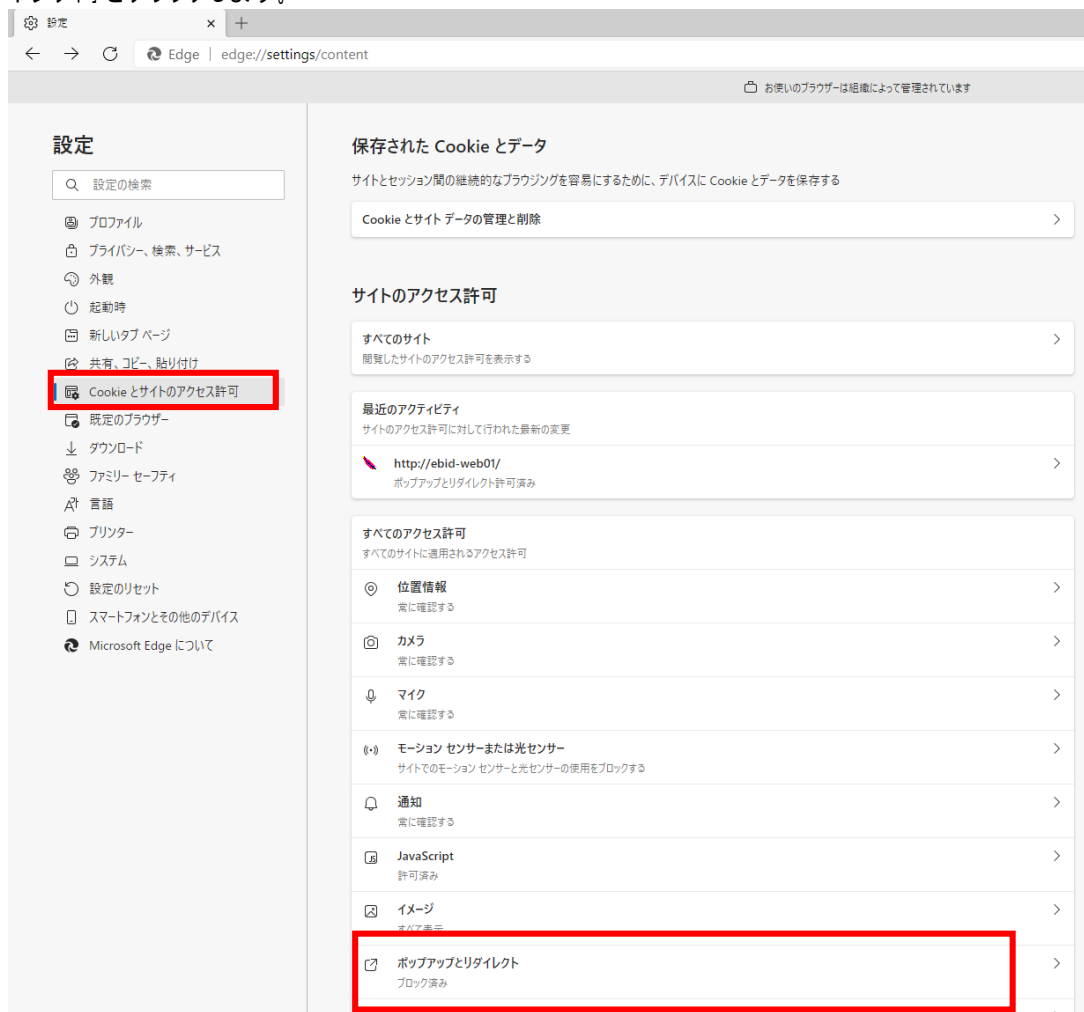 設定
Edge | edge://settings/content
お使いのブラウザーは組織によって管理されています
設定
設定の検索
プロファイル
プライバシー、検索、サービス
外観
起動時
新しいタブ ページ
共有、コピー、貼り付け
Cookie とサイトのアクセス許可
既定のブラウザー
ダウンロード
ファミリー セーフティ
言語
プリンター
システム
設定のリセット
スマートフォンとその他のデバイス
Microsoft Edge について
保存された Cookie とデータ
サイトとセッション間の継続的なブラウジングを容易にするために、デバイスに Cookie とデータを保存する
Cookie とサイト データの管理と削除
サイトのアクセス許可
すべてのサイト
閲覧したサイトのアクセス許可を表示する
最近のアクティビティ
サイトのアクセス許可に対して行われた最新の変更
http://ebid-web01/
ポップアップとリダイレクト許可済み
すべてのアクセス許可
すべてのサイトに適用されるアクセス許可
位置情報
常に確認する
カメラ
常に確認する
マイク
常に確認する
モーション センサーまたは光センサー
サイトでのモーション センサーと光センサーの使用をブロックする
通知
常に確認する
JavaScript
許可済み
イメージ
すべて表示
ポップアップとリダイレクト
ブロック済み